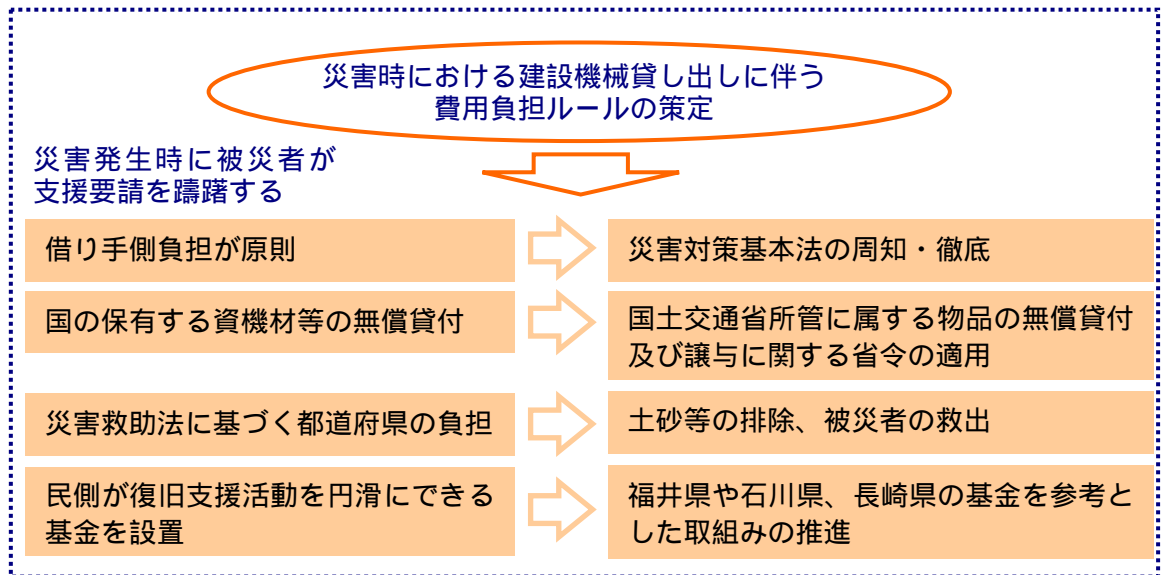 災害時における建設機械貸し出しに伴う
費用負担ルールの策定
災害発生時に被災者が
支援要請を躊躇する
借り手側負担が原則
災害対策基本法の周知・徹底
国の保有する資機材等の無償貸付
国土交通省所管に属する物品の無償貸付
及び譲与に関する省令の適用
災害救助法に基づく都道府県の負担
土砂等の排除、被災者の救出
民側が復旧支援活動を円滑にできる
基金を設置
福井県や石川県、長崎県の基金を参考と
した取組みの推進